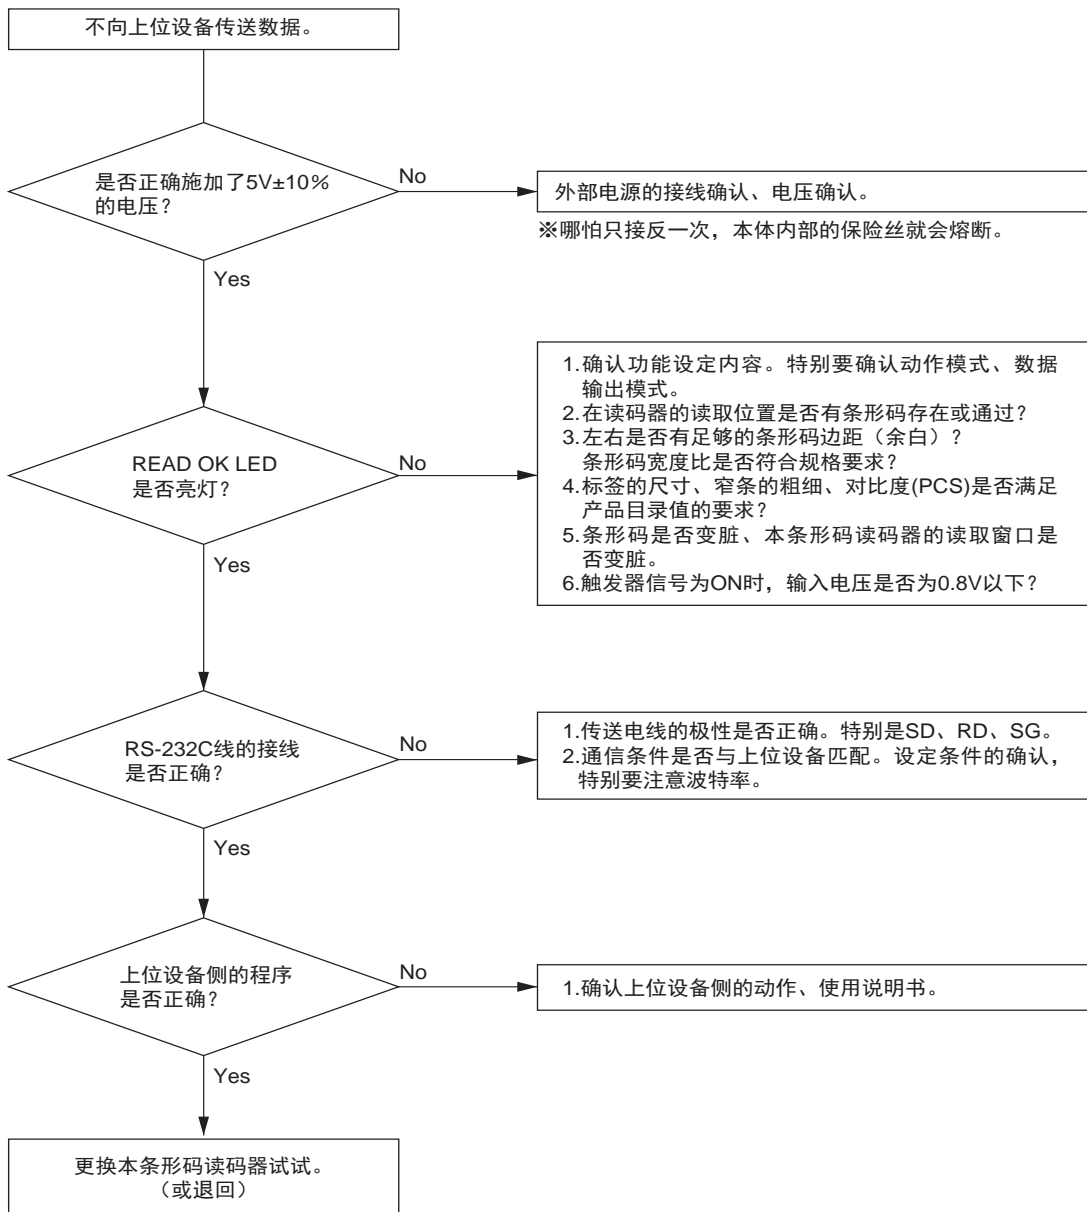 不向上位设备传送数据。
是否正确施加了5V±10%
的电压？
No
外部电源的接线确认、电压确认。
※哪怕只接反一次，本体内部的保险丝就会熔断。
Yes
READ OK LED
是否亮灯？
No
1.确认功能设定内容。特别要确认动作模式、数据
输出模式。
2.在读码器的读取位置是否有条形码存在或通过？
3.左右是否有足够的条形码边距（余白）？
条形码宽度比是否符合规格要求？
4.标签的尺寸、窄条的粗细、对比度(PCS)是否满足
产品目录值的要求？
5.条形码是否变脏、本条形码读码器的读取窗口是
否变脏。
6.触发器信号为ON时，输入电压是否为0.8V以下？
Yes
RS-232C线的接线
是否正确？
No
1.传送电线的极性是否正确。特别是SD、RD、SG。
2.通信条件是否与上位设备匹配。设定条件的确认，
特别要注意波特率。
Yes
上位设备侧的程序
是否正确？
No
1.确认上位设备侧的动作、使用说明书。
Yes
更换本条形码读码器试试。
（或退回）